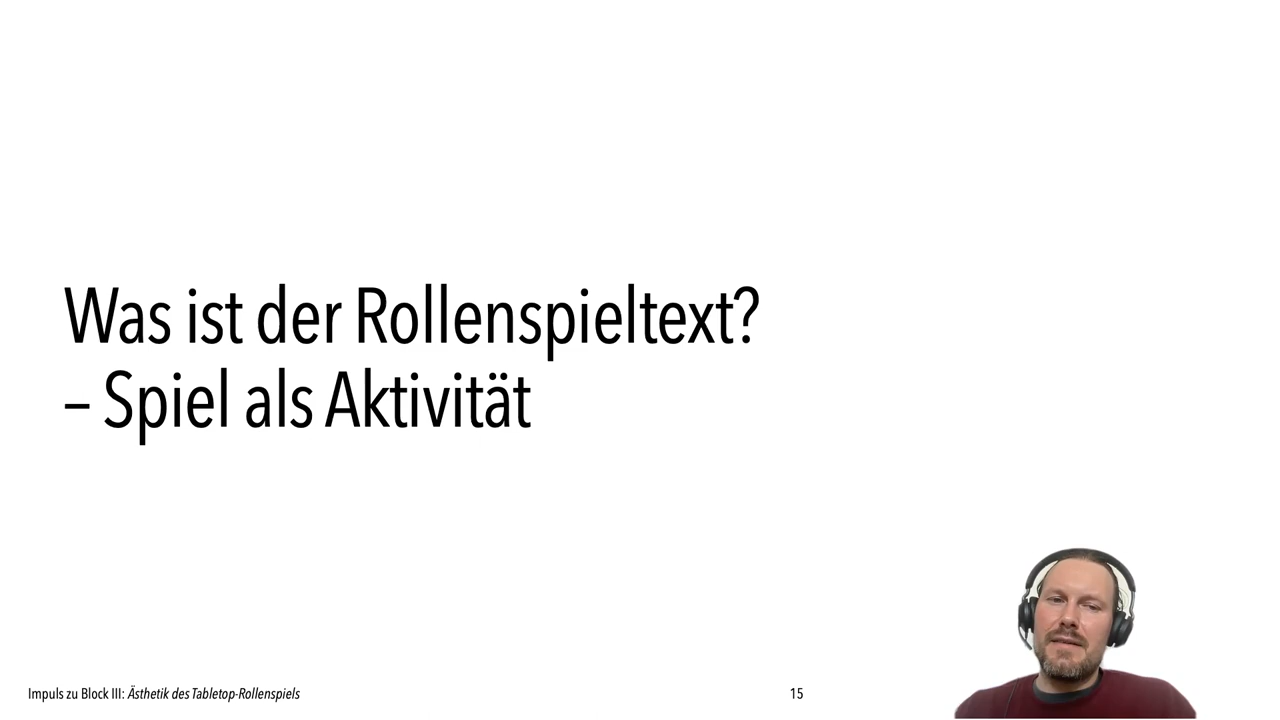 Was ist der Rollenspieltext?
– Spiel als Aktivität
Impuls zu Block III: Ästhetik des Tabletop-Rollenspiels
15